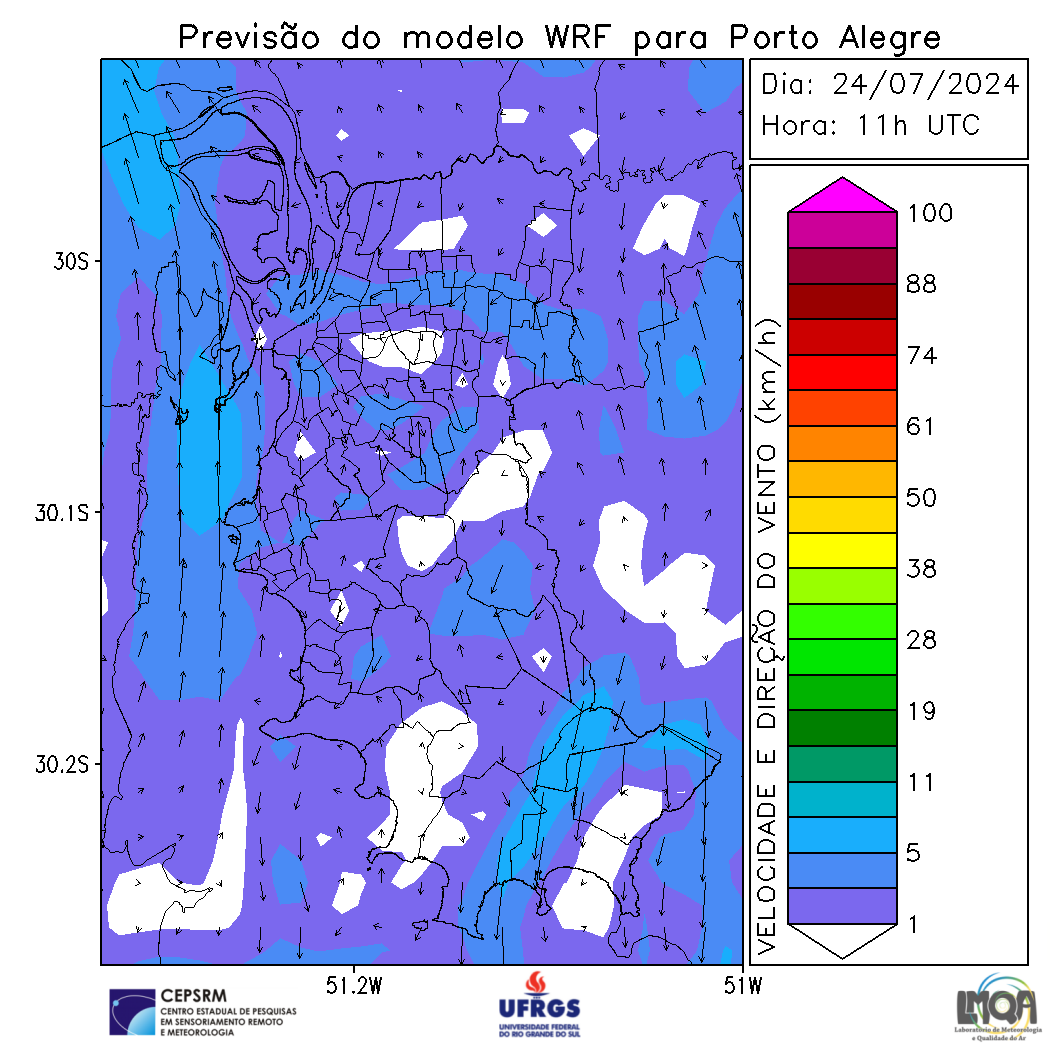 Previsão do modelo WRF para Porto Alegre
Dia: 24/07/2024
Hora: 11h UTC
30S
30.1S
30.2S
51.2W
51W
VELOCIDADE E DIREÇÃO DO VENTO (km/h)
100
88
74
61
50
38
28
19
11
5
1
CEPSRM
CENTRO ESTADUAL DE PESQUISAS
EM SENSORIAMENTO REMOTO
E METEOROLOGIA
UFRGS
UNIVERSIDADE FEDERAL
DO RIO GRANDE DO SUL
LMQA
Laboratório de Meteorologia
e Qualidade do Ar